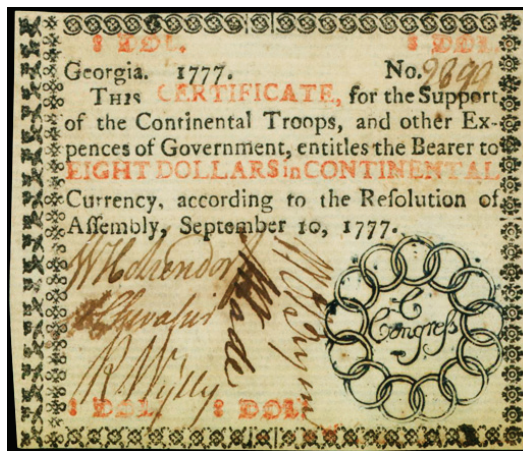 8 DOL. 8 DOL.
Georgia. 1777. No. 2899
THIS CERTIFICATE, for the Support
of the Continental Troops, and other Ex-
pences of Government, entitles the Bearer to
EIGHT DOLLARS in CONTINENTAL
Currency, according to the Resolution of
Assembly, September 10, 1777.
Congress
R Wylly
8 DOL. 8 DOL.